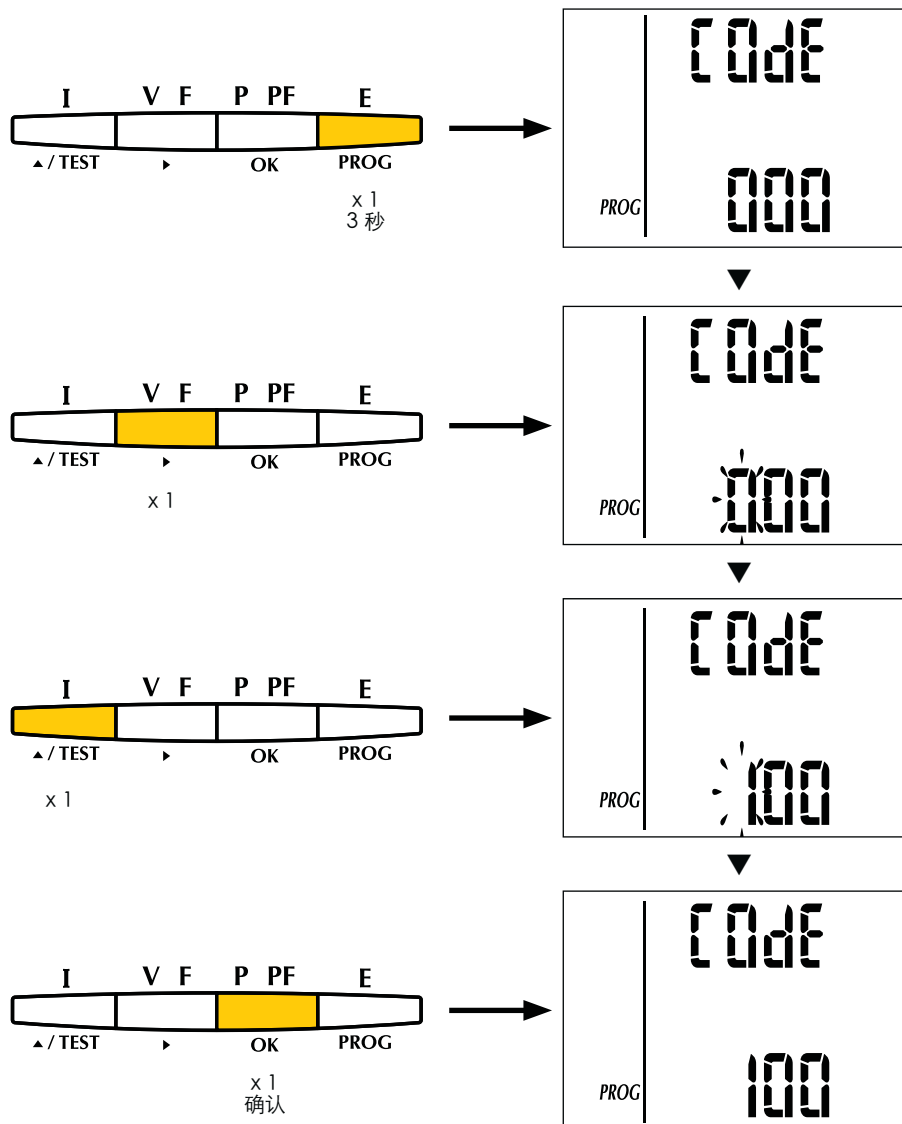 CODE
I V F P PF E
▲ / TEST ▸ OK PROG
x 1
3 秒
PROG 000
CODE
I V F P PF E
▲ / TEST ▸ OK PROG
x 1
PROG 000
CODE
I V F P PF E
▲ / TEST ▸ OK PROG
x 1
PROG 100
CODE
I V F P PF E
▲ / TEST ▸ OK PROG
x 1
确认
PROG 100